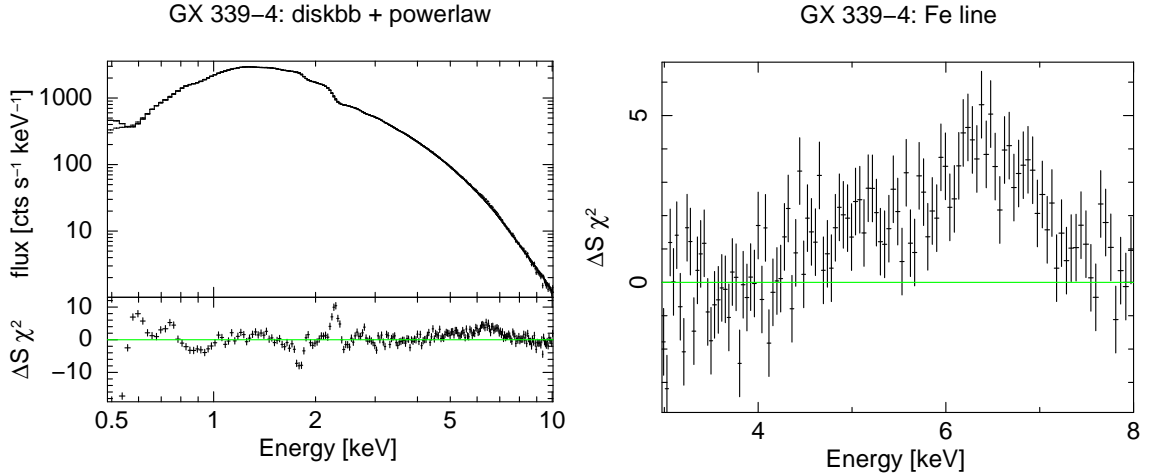 GX 339−4: diskbb + powerlaw
flux [cts s⁻¹ keV⁻¹]
1000
100
10
ΔS χ²
10
0
−10
0.5 1 2 5 10
Energy [keV]
GX 339−4: Fe line
ΔS χ²
5
0
4 6 8
Energy [keV]